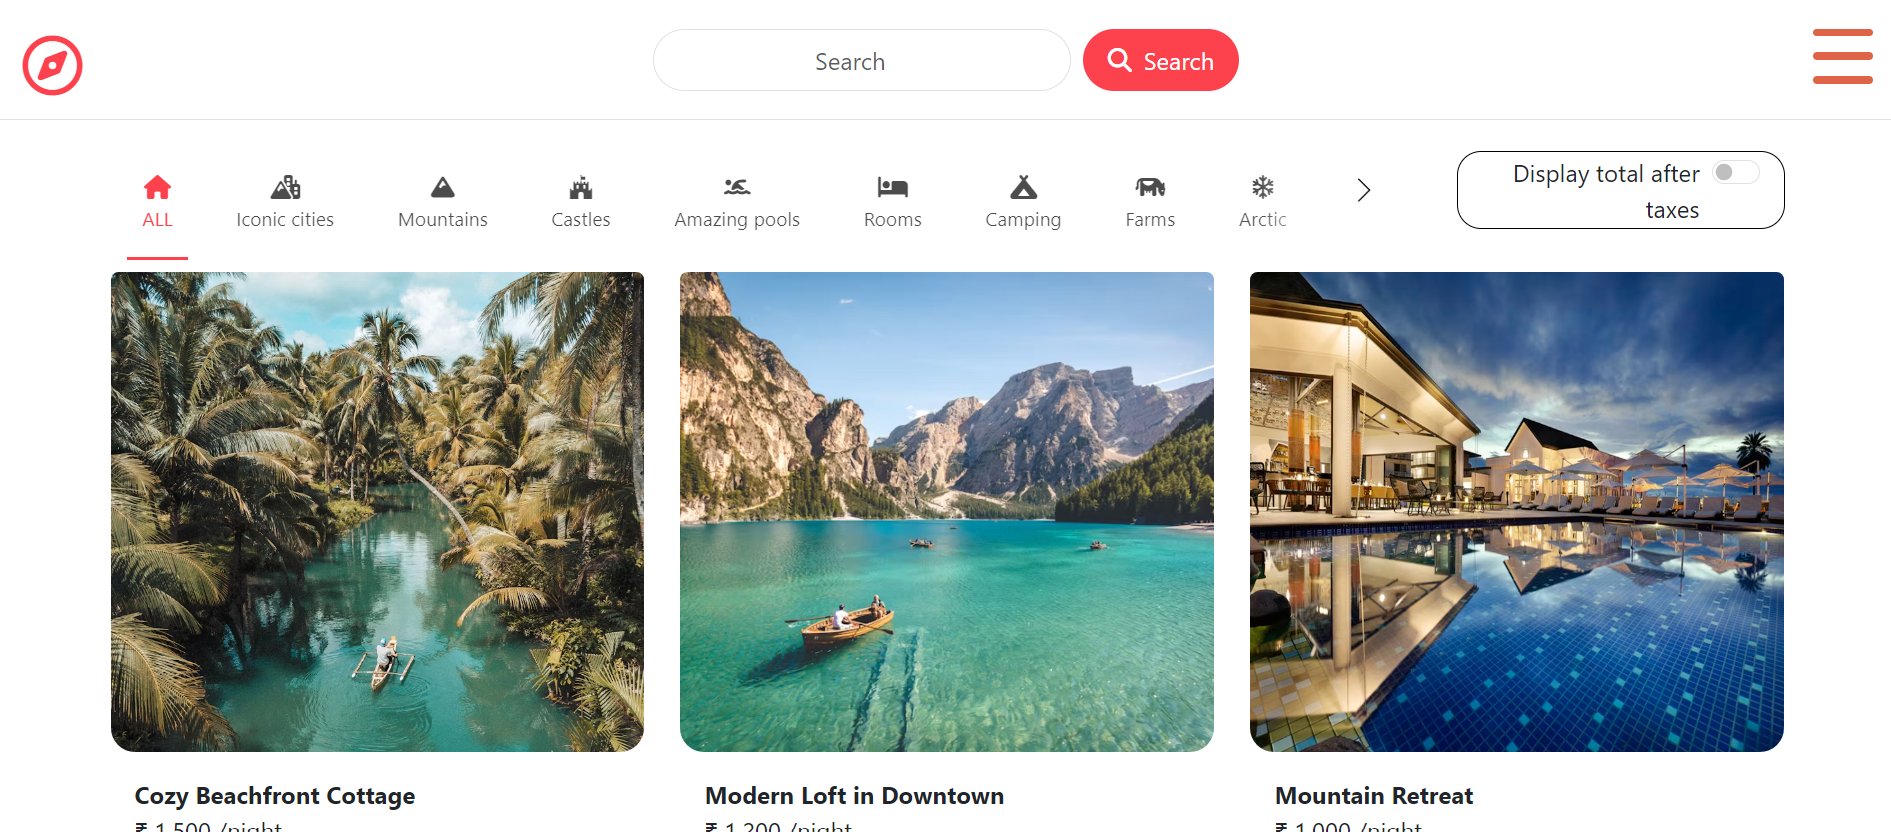 Search
Search
Display total after
taxes
ALL
Iconic cities
Mountains
Castles
Amazing pools
Rooms
Camping
Farms
Arctic
Cozy Beachfront Cottage
₹ 1,500 /night
Modern Loft in Downtown
₹ 1,200 /night
Mountain Retreat
₹ 1,000 /night